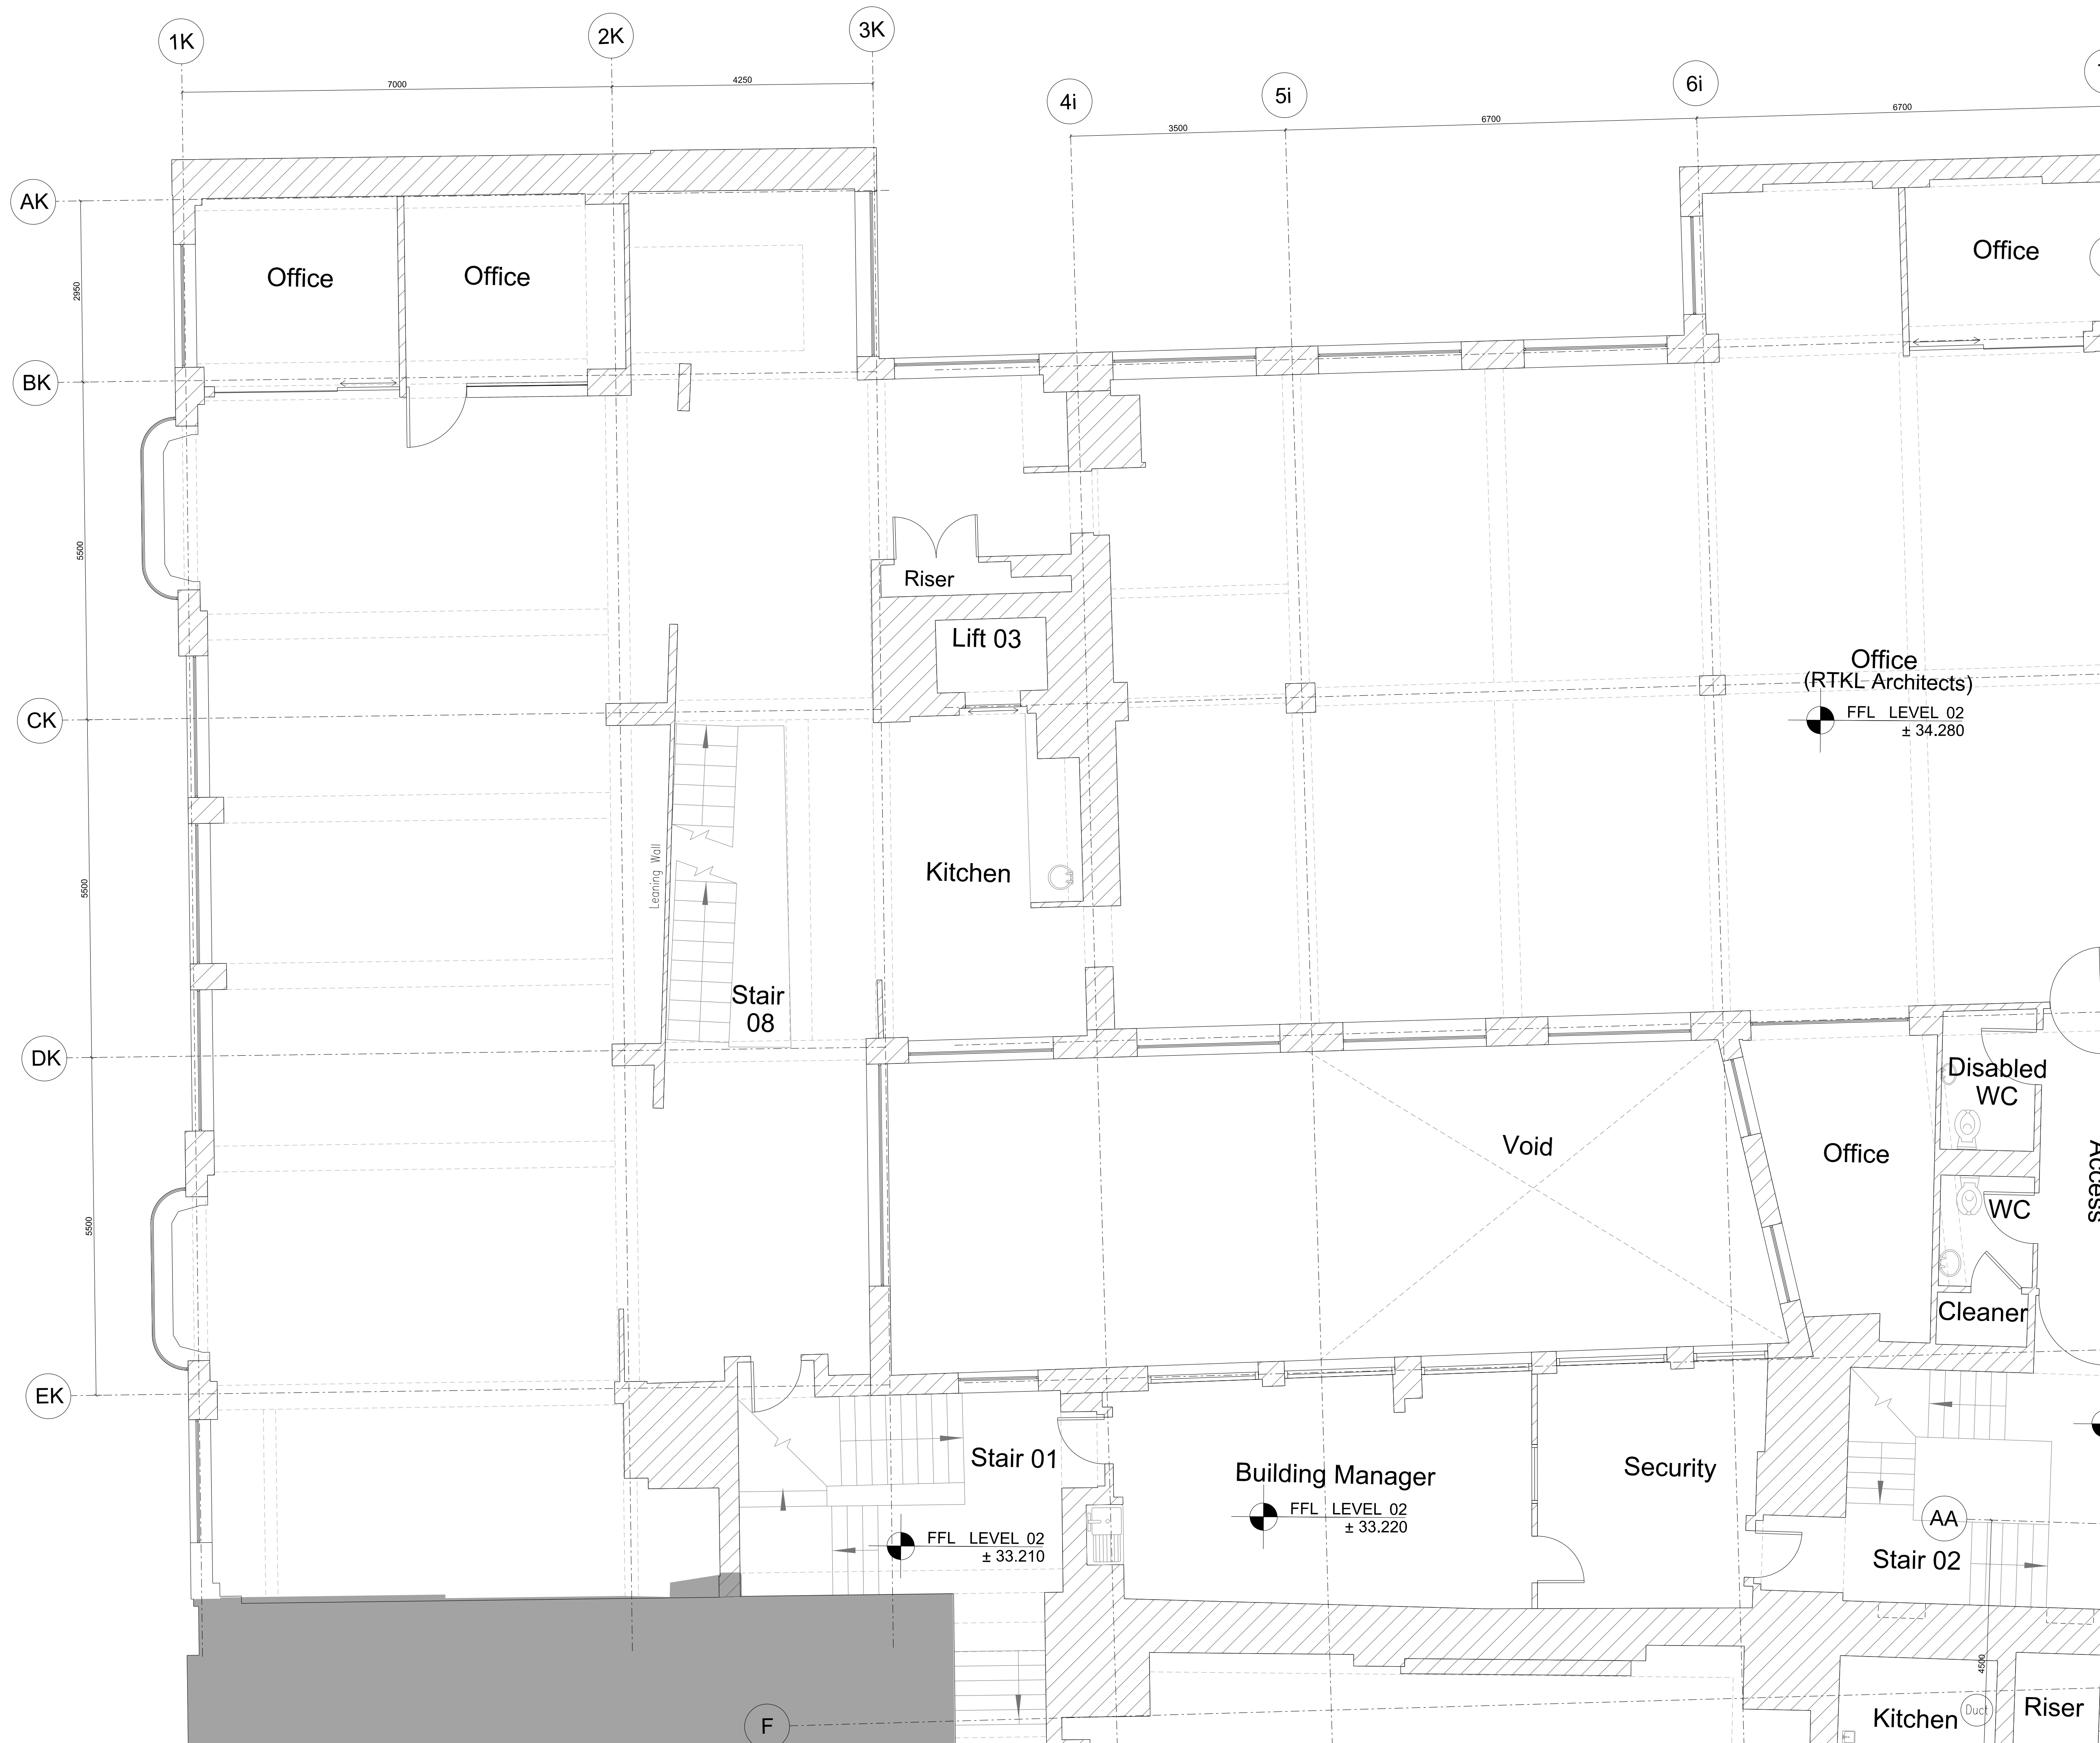 1K
2K
3K
4i
5i
6i
7000
4250
3500
6700
6700
AK
BK
CK
DK
EK
2950
5500
5500
5500
Office
Office
Office
Riser
Lift 03
Office
(RTKL Architects)
FFL LEVEL 02
± 34.280
Leaning Wall
Kitchen
Stair
08
Disabled
WC
Void
Office
Access
WC
Cleaner
Stair 01
Building Manager
Security
FFL LEVEL 02
± 33.220
FFL LEVEL 02
± 33.210
AA
Stair 02
4500
F
Kitchen
Duct
Riser